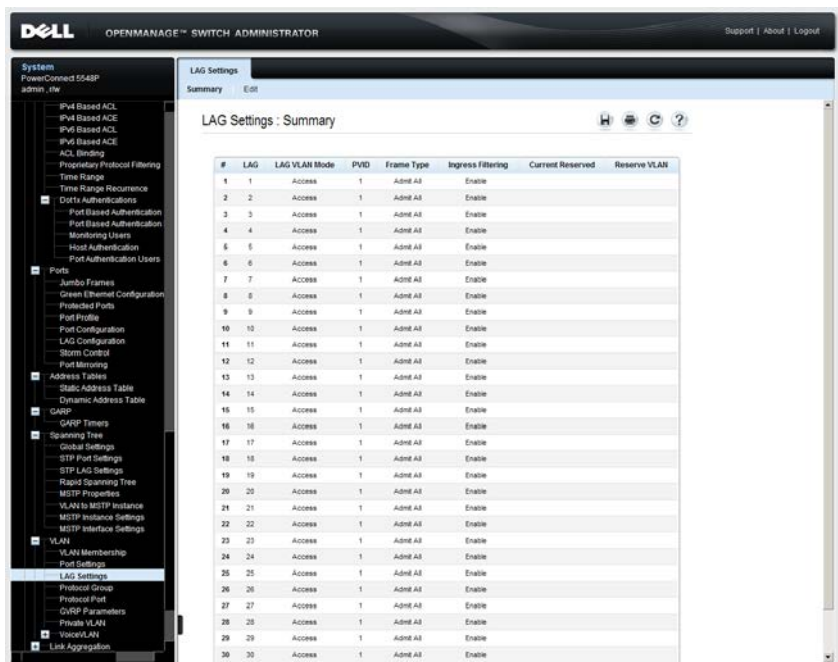 DELL OPENMANAGE™ SWITCH ADMINISTRATOR
Support | About | Logout
System
PowerConnect 5548P
admin , r/w
IPv4 Based ACL
IPv4 Based ACE
IPv6 Based ACL
IPv6 Based ACE
ACL Binding
Proprietary Protocol Filtering
Time Range
Time Range Recurrence
Dot1x Authentications
Port Based Authentication
Port Based Authentication
Monitoring Users
Host Authentication
Port Authentication Users
Ports
Jumbo Frames
Green Ethernet Configuration
Protected Ports
Port Profile
Port Configuration
LAG Configuration
Storm Control
Port Mirroring
Address Tables
Static Address Table
Dynamic Address Table
GARP
GARP Timers
Spanning Tree
Global Settings
STP Port Settings
STP LAG Settings
Rapid Spanning Tree
MSTP Properties
VLAN to MSTP Instance
MSTP Instance Settings
MSTP Interface Settings
VLAN
VLAN Membership
Port Settings
LAG Settings
Protocol Group
Protocol Port
GVRP Parameters
Private VLAN
VoiceVLAN
Link Aggregation
LAG Settings
Summary Edit
LAG Settings : Summary
# LAG LAG VLAN Mode PVID Frame Type Ingress Filtering Current Reserved Reserve VLAN
1 1 Access 1 Admit All Enable
2 2 Access 1 Admit All Enable
3 3 Access 1 Admit All Enable
4 4 Access 1 Admit All Enable
5 5 Access 1 Admit All Enable
6 6 Access 1 Admit All Enable
7 7 Access 1 Admit All Enable
8 8 Access 1 Admit All Enable
9 9 Access 1 Admit All Enable
10 10 Access 1 Admit All Enable
11 11 Access 1 Admit All Enable
12 12 Access 1 Admit All Enable
13 13 Access 1 Admit All Enable
14 14 Access 1 Admit All Enable
15 15 Access 1 Admit All Enable
16 16 Access 1 Admit All Enable
17 17 Access 1 Admit All Enable
18 18 Access 1 Admit All Enable
19 19 Access 1 Admit All Enable
20 20 Access 1 Admit All Enable
21 21 Access 1 Admit All Enable
22 22 Access 1 Admit All Enable
23 23 Access 1 Admit All Enable
24 24 Access 1 Admit All Enable
25 25 Access 1 Admit All Enable
26 26 Access 1 Admit All Enable
27 27 Access 1 Admit All Enable
28 28 Access 1 Admit All Enable
29 29 Access 1 Admit All Enable
30 30 Access 1 Admit All Enable